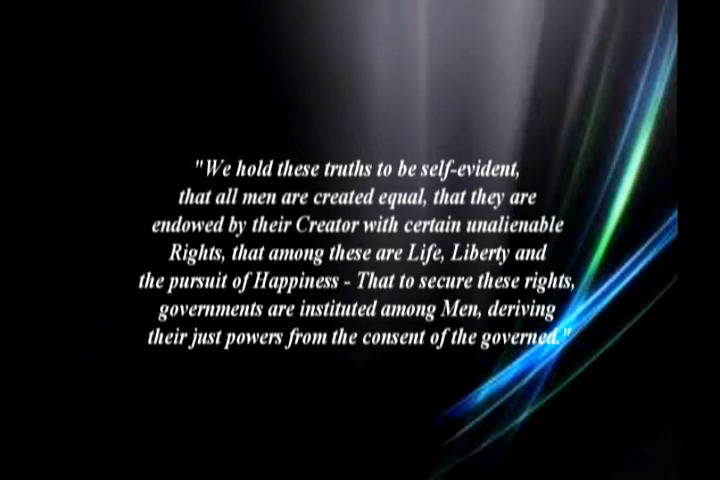 "We hold these truths to be self-evident,
that all men are created equal, that they are
endowed by their Creator with certain unalienable
Rights, that among these are Life, Liberty and
the pursuit of Happiness - That to secure these rights,
governments are instituted among Men, deriving
their just powers from the consent of the governed."